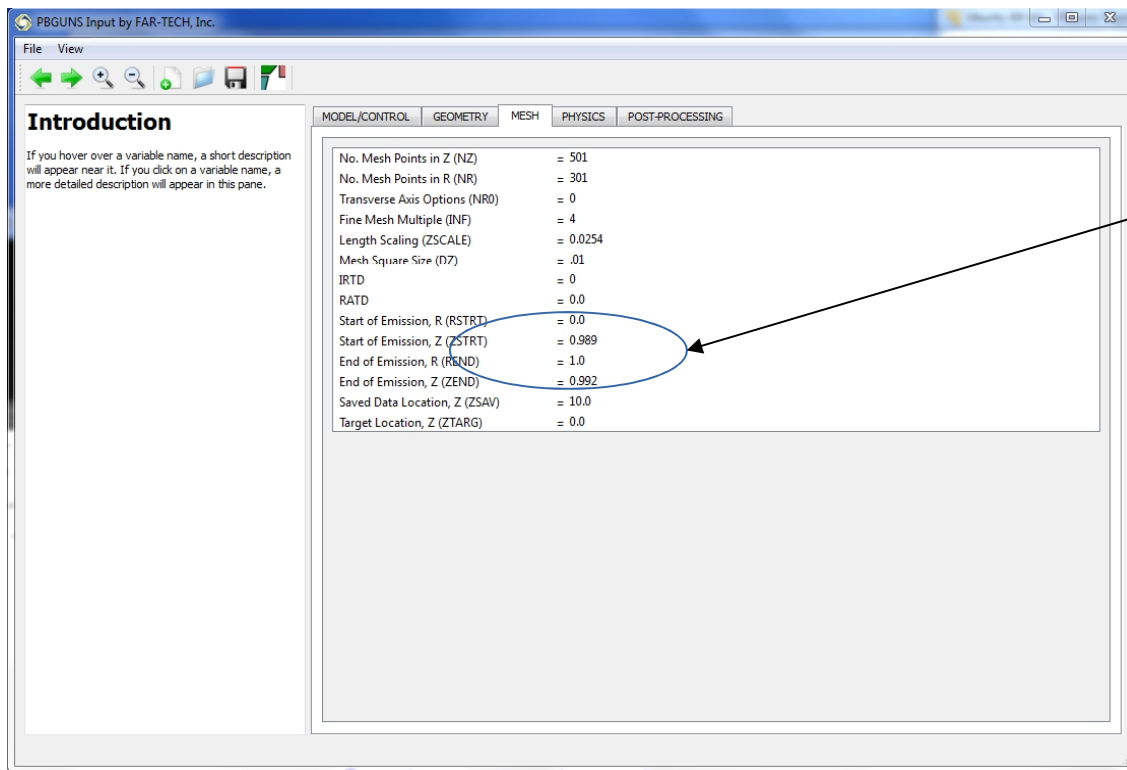 PBGUNS Input by FAR-TECH, Inc.
File View
Introduction
If you hover over a variable name, a short description
will appear near it. If you click on a variable name, a
more detailed description will appear in this pane.
MODEL/CONTROL GEOMETRY MESH PHYSICS POST-PROCESSING
No. Mesh Points in Z (NZ) = 501
No. Mesh Points in R (NR) = 301
Transverse Axis Options (NR0) = 0
Fine Mesh Multiple (INF) = 4
Length Scaling (ZSCALE) = 0.0254
Mesh Square Size (DZ) = .01
IRTD = 0
RATD = 0.0
Start of Emission, R (RSTRT) = 0.0
Start of Emission, Z (ZSTRT) = 0.989
End of Emission, R (REND) = 1.0
End of Emission, Z (ZEND) = 0.992
Saved Data Location, Z (ZSAV) = 10.0
Target Location, Z (ZTARG) = 0.0